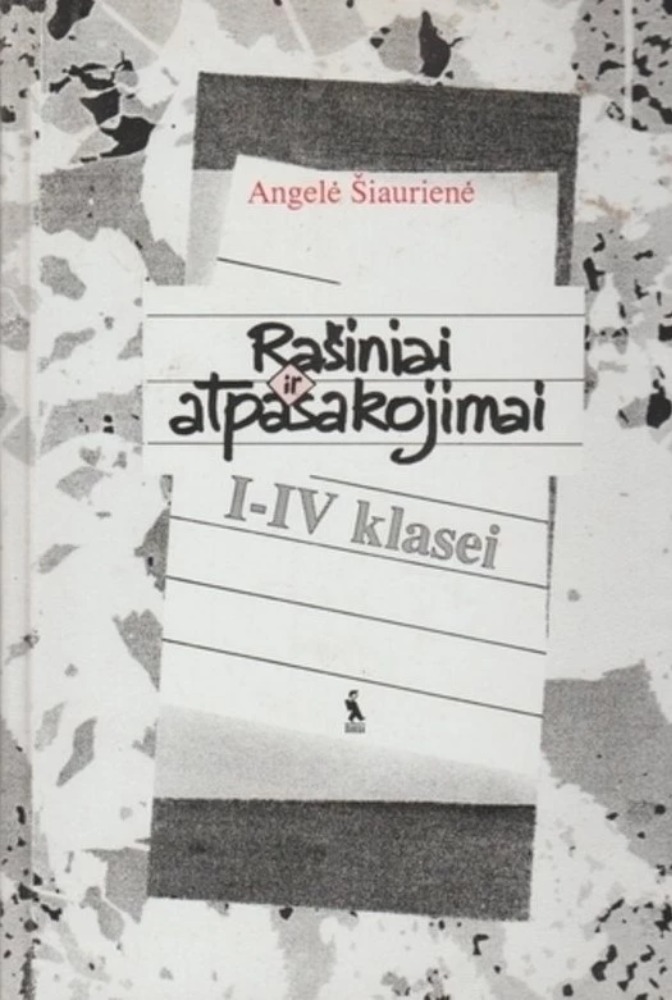 Angelė Šiaurienė
Rašiniai
ir
atpasakojimai
I-IV klasei